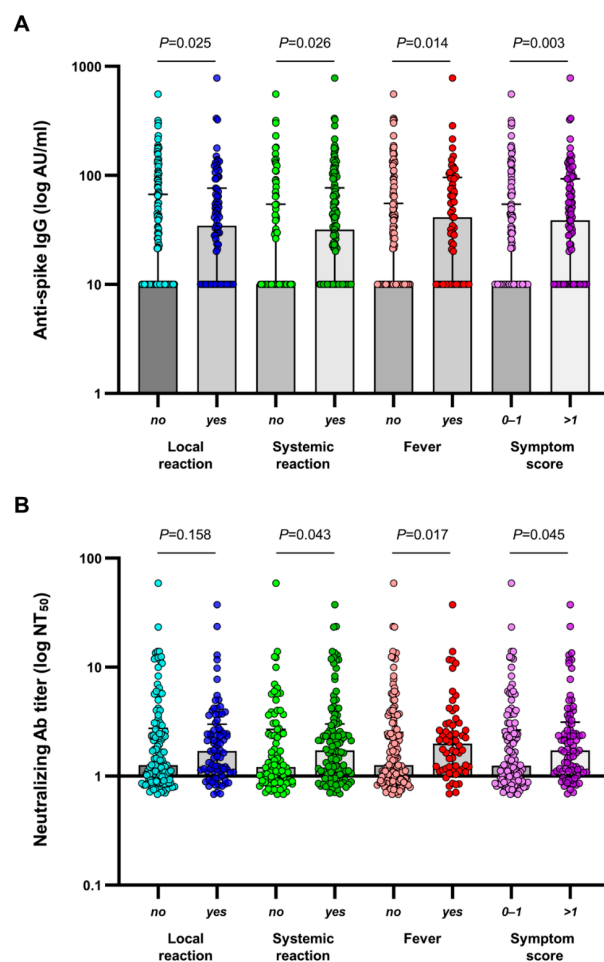 A
P=0.025 P=0.026 P=0.014 P=0.003
1000
100
10
1
Anti-spike IgG (log AU/ml)
no yes no yes no yes 0–1 >1
Local reaction Systemic reaction Fever Symptom score
B
P=0.158 P=0.043 P=0.017 P=0.045
100
10
1
0.1
Neutralizing Ab titer (log NT50)
no yes no yes no yes 0–1 >1
Local reaction Systemic reaction Fever Symptom score